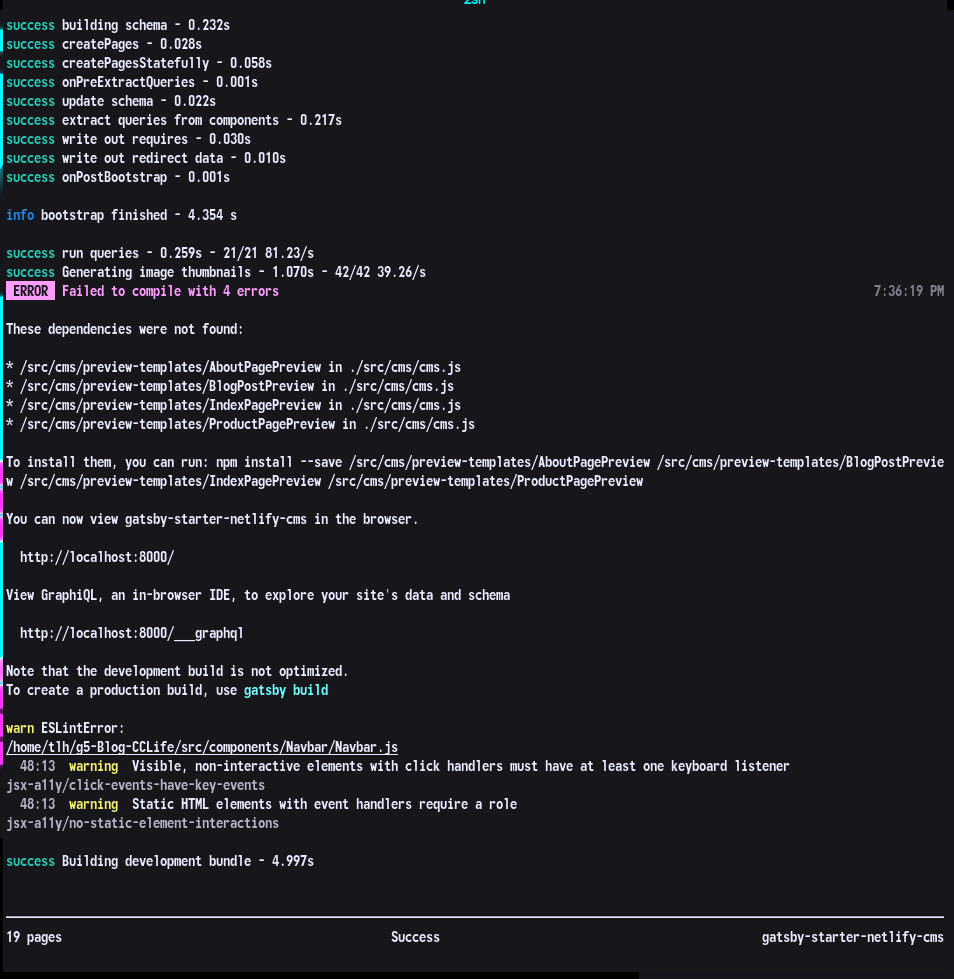 zsh
success building schema - 0.232s
success createPages - 0.028s
success createPagesStatefully - 0.058s
success onPreExtractQueries - 0.001s
success update schema - 0.022s
success extract queries from components - 0.217s
success write out requires - 0.030s
success write out redirect data - 0.010s
success onPostBootstrap - 0.001s
info bootstrap finished - 4.354 s
success run queries - 0.259s - 21/21 81.23/s
success Generating image thumbnails - 1.070s - 42/42 39.26/s
ERROR Failed to compile with 4 errors 7:36:19 PM
These dependencies were not found:
* /src/cms/preview-templates/AboutPagePreview in ./src/cms/cms.js
* /src/cms/preview-templates/BlogPostPreview in ./src/cms/cms.js
* /src/cms/preview-templates/IndexPagePreview in ./src/cms/cms.js
* /src/cms/preview-templates/ProductPagePreview in ./src/cms/cms.js
To install them, you can run: npm install --save /src/cms/preview-templates/AboutPagePreview /src/cms/preview-templates/BlogPostPrevie
w /src/cms/preview-templates/IndexPagePreview /src/cms/preview-templates/ProductPagePreview
You can now view gatsby-starter-netlify-cms in the browser.
http://localhost:8000/
View GraphiQL, an in-browser IDE, to explore your site's data and schema
http://localhost:8000/___graphql
Note that the development build is not optimized.
To create a production build, use gatsby build
warn ESLintError:
/home/tlh/g5-Blog-CCLife/src/components/Navbar/Navbar.js
48:13 warning Visible, non-interactive elements with click handlers must have at least one keyboard listener
jsx-a11y/click-events-have-key-events
48:13 warning Static HTML elements with event handlers require a role
jsx-a11y/no-static-element-interactions
success Building development bundle - 4.997s
19 pages Success gatsby-starter-netlify-cms